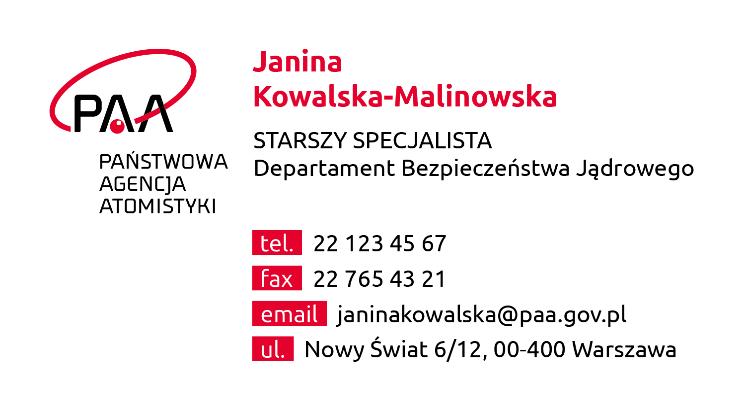 PAA
PAŃSTWOWA
AGENCJA
ATOMISTYKI
Janina
Kowalska-Malinowska
STARSZY SPECJALISTA
Departament Bezpieczeństwa Jądrowego
tel. 22 123 45 67
fax 22 765 43 21
email janinakowalska@paa.gov.pl
ul. Nowy Świat 6/12, 00-400 Warszawa